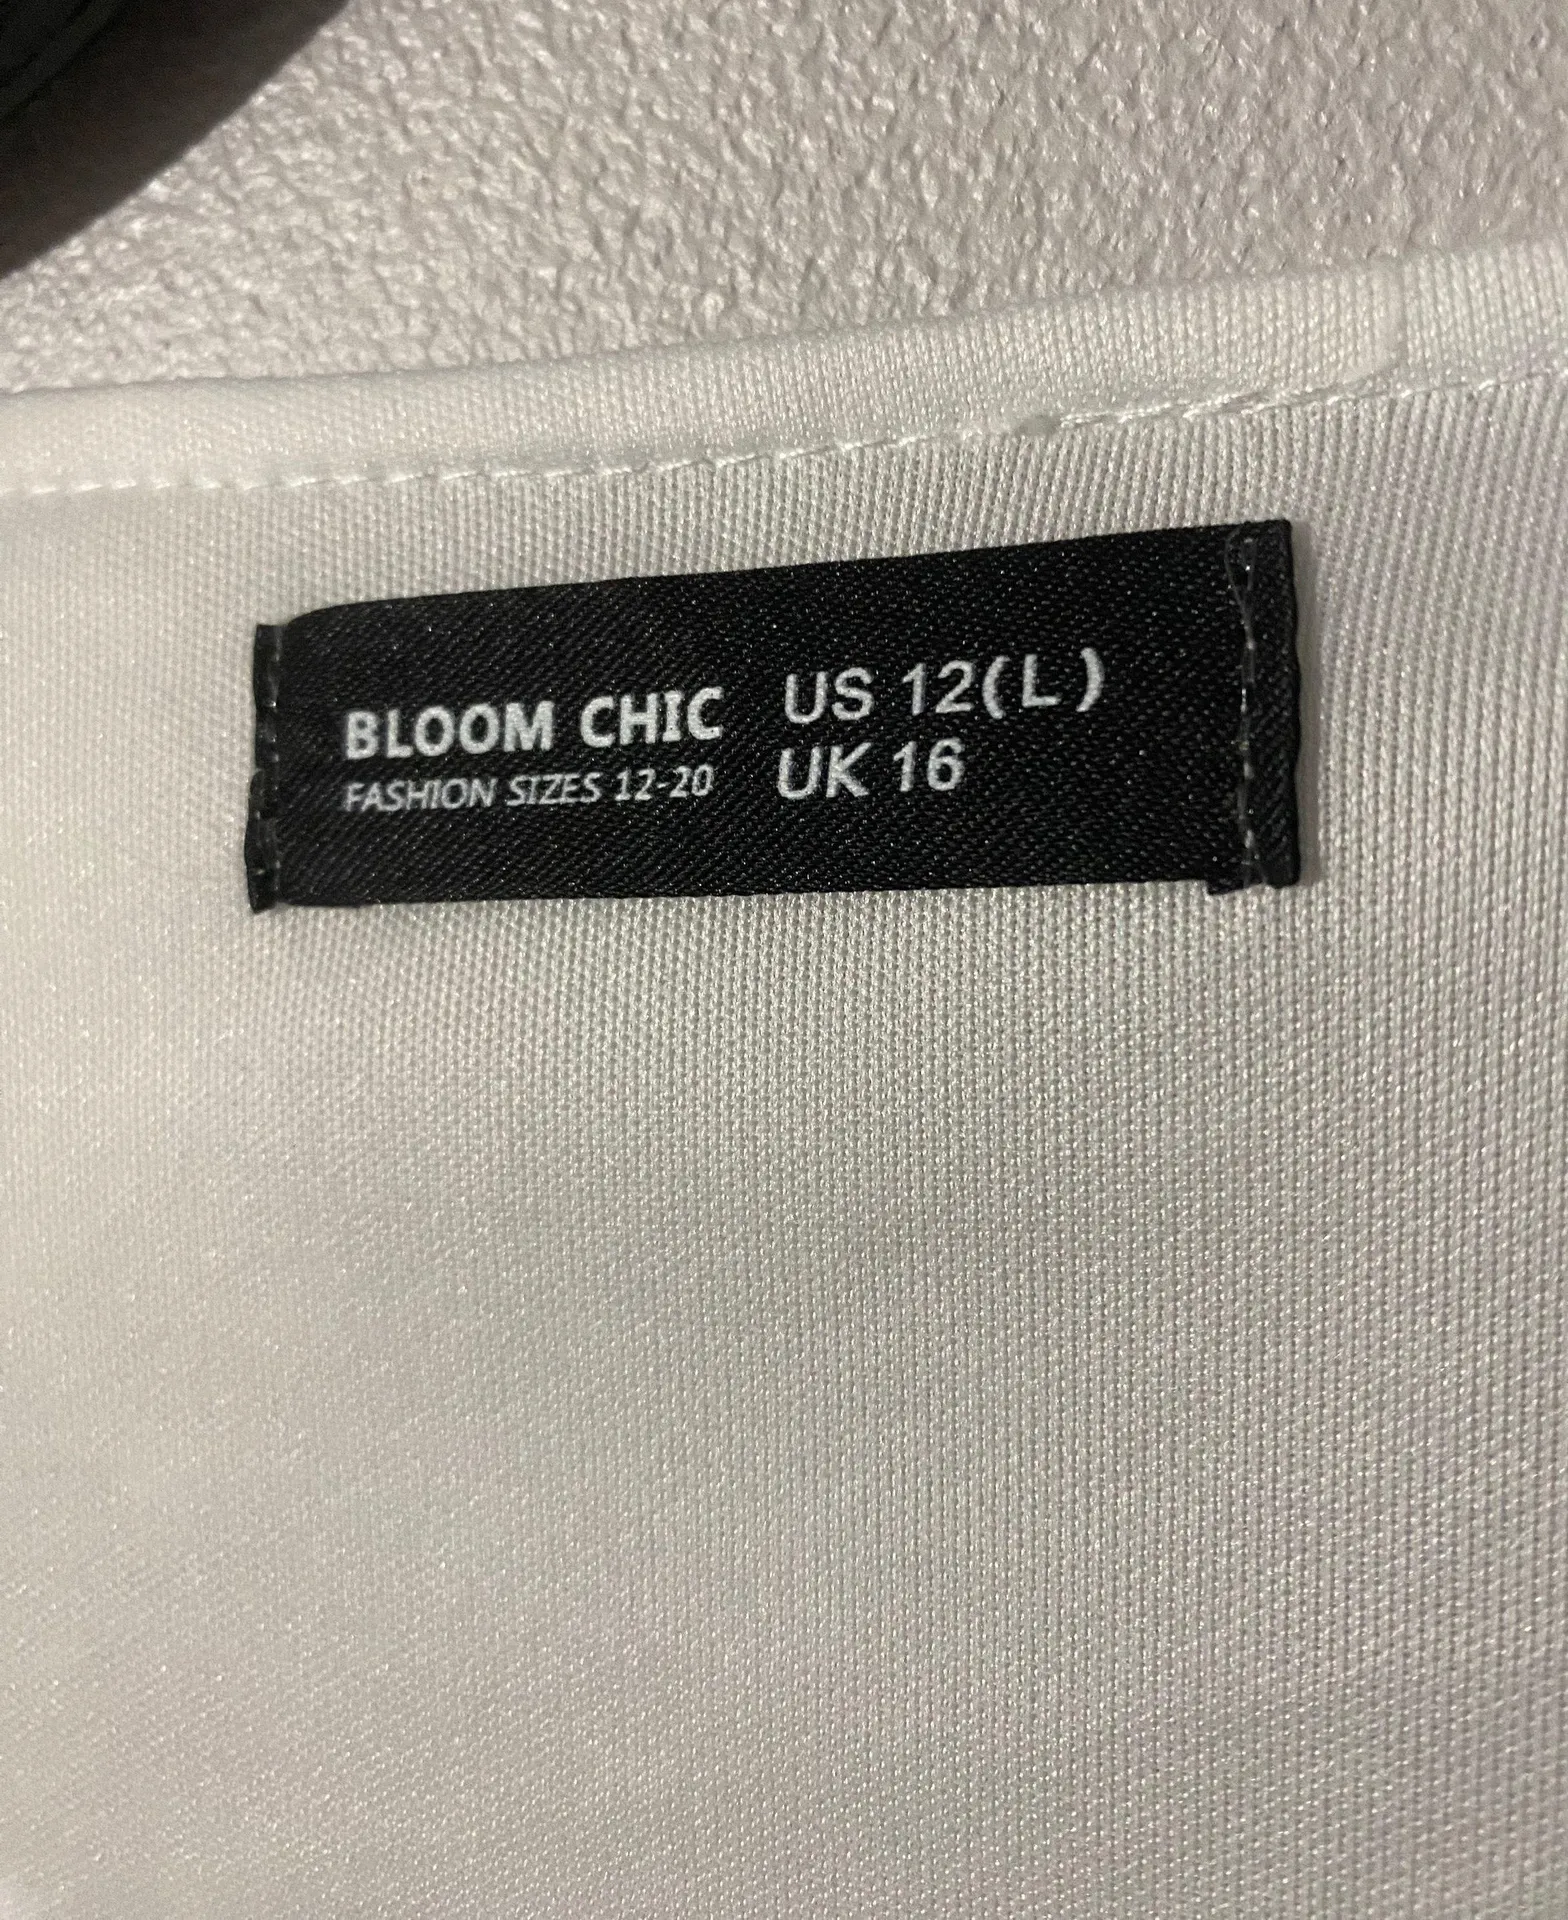 BLOOM CHIC
FASHION SIZES 12-20
US 12(L)
UK 16